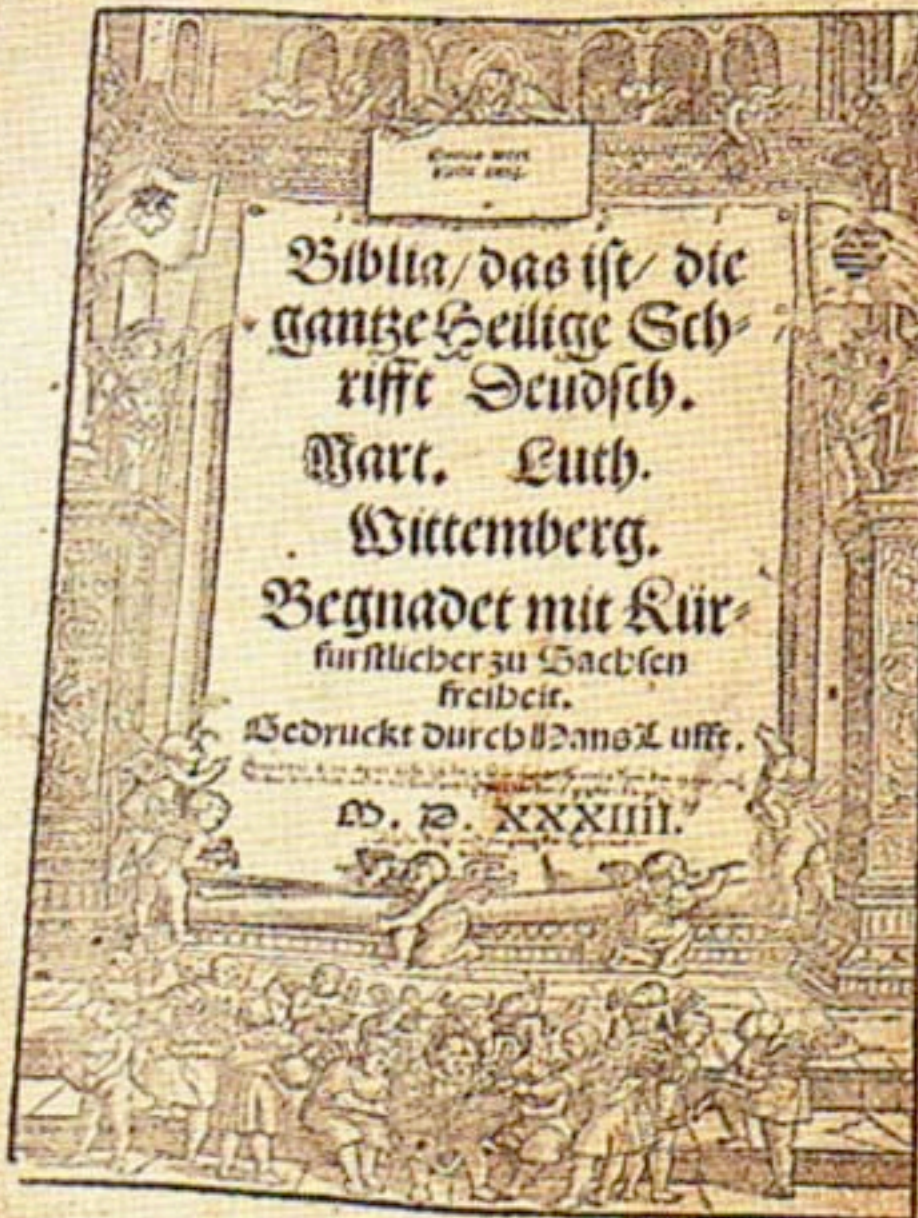 Biblia/ das ist/ die
gantze Heilige Sch-
rifft Deudsch.
Mart. Luth.
Wittemberg.
Begnadet mit Kür-
furstlicher zu Sachsen
freiheit.
Gedruckt durch Hans Lufft.
M. D. XXXIIII.